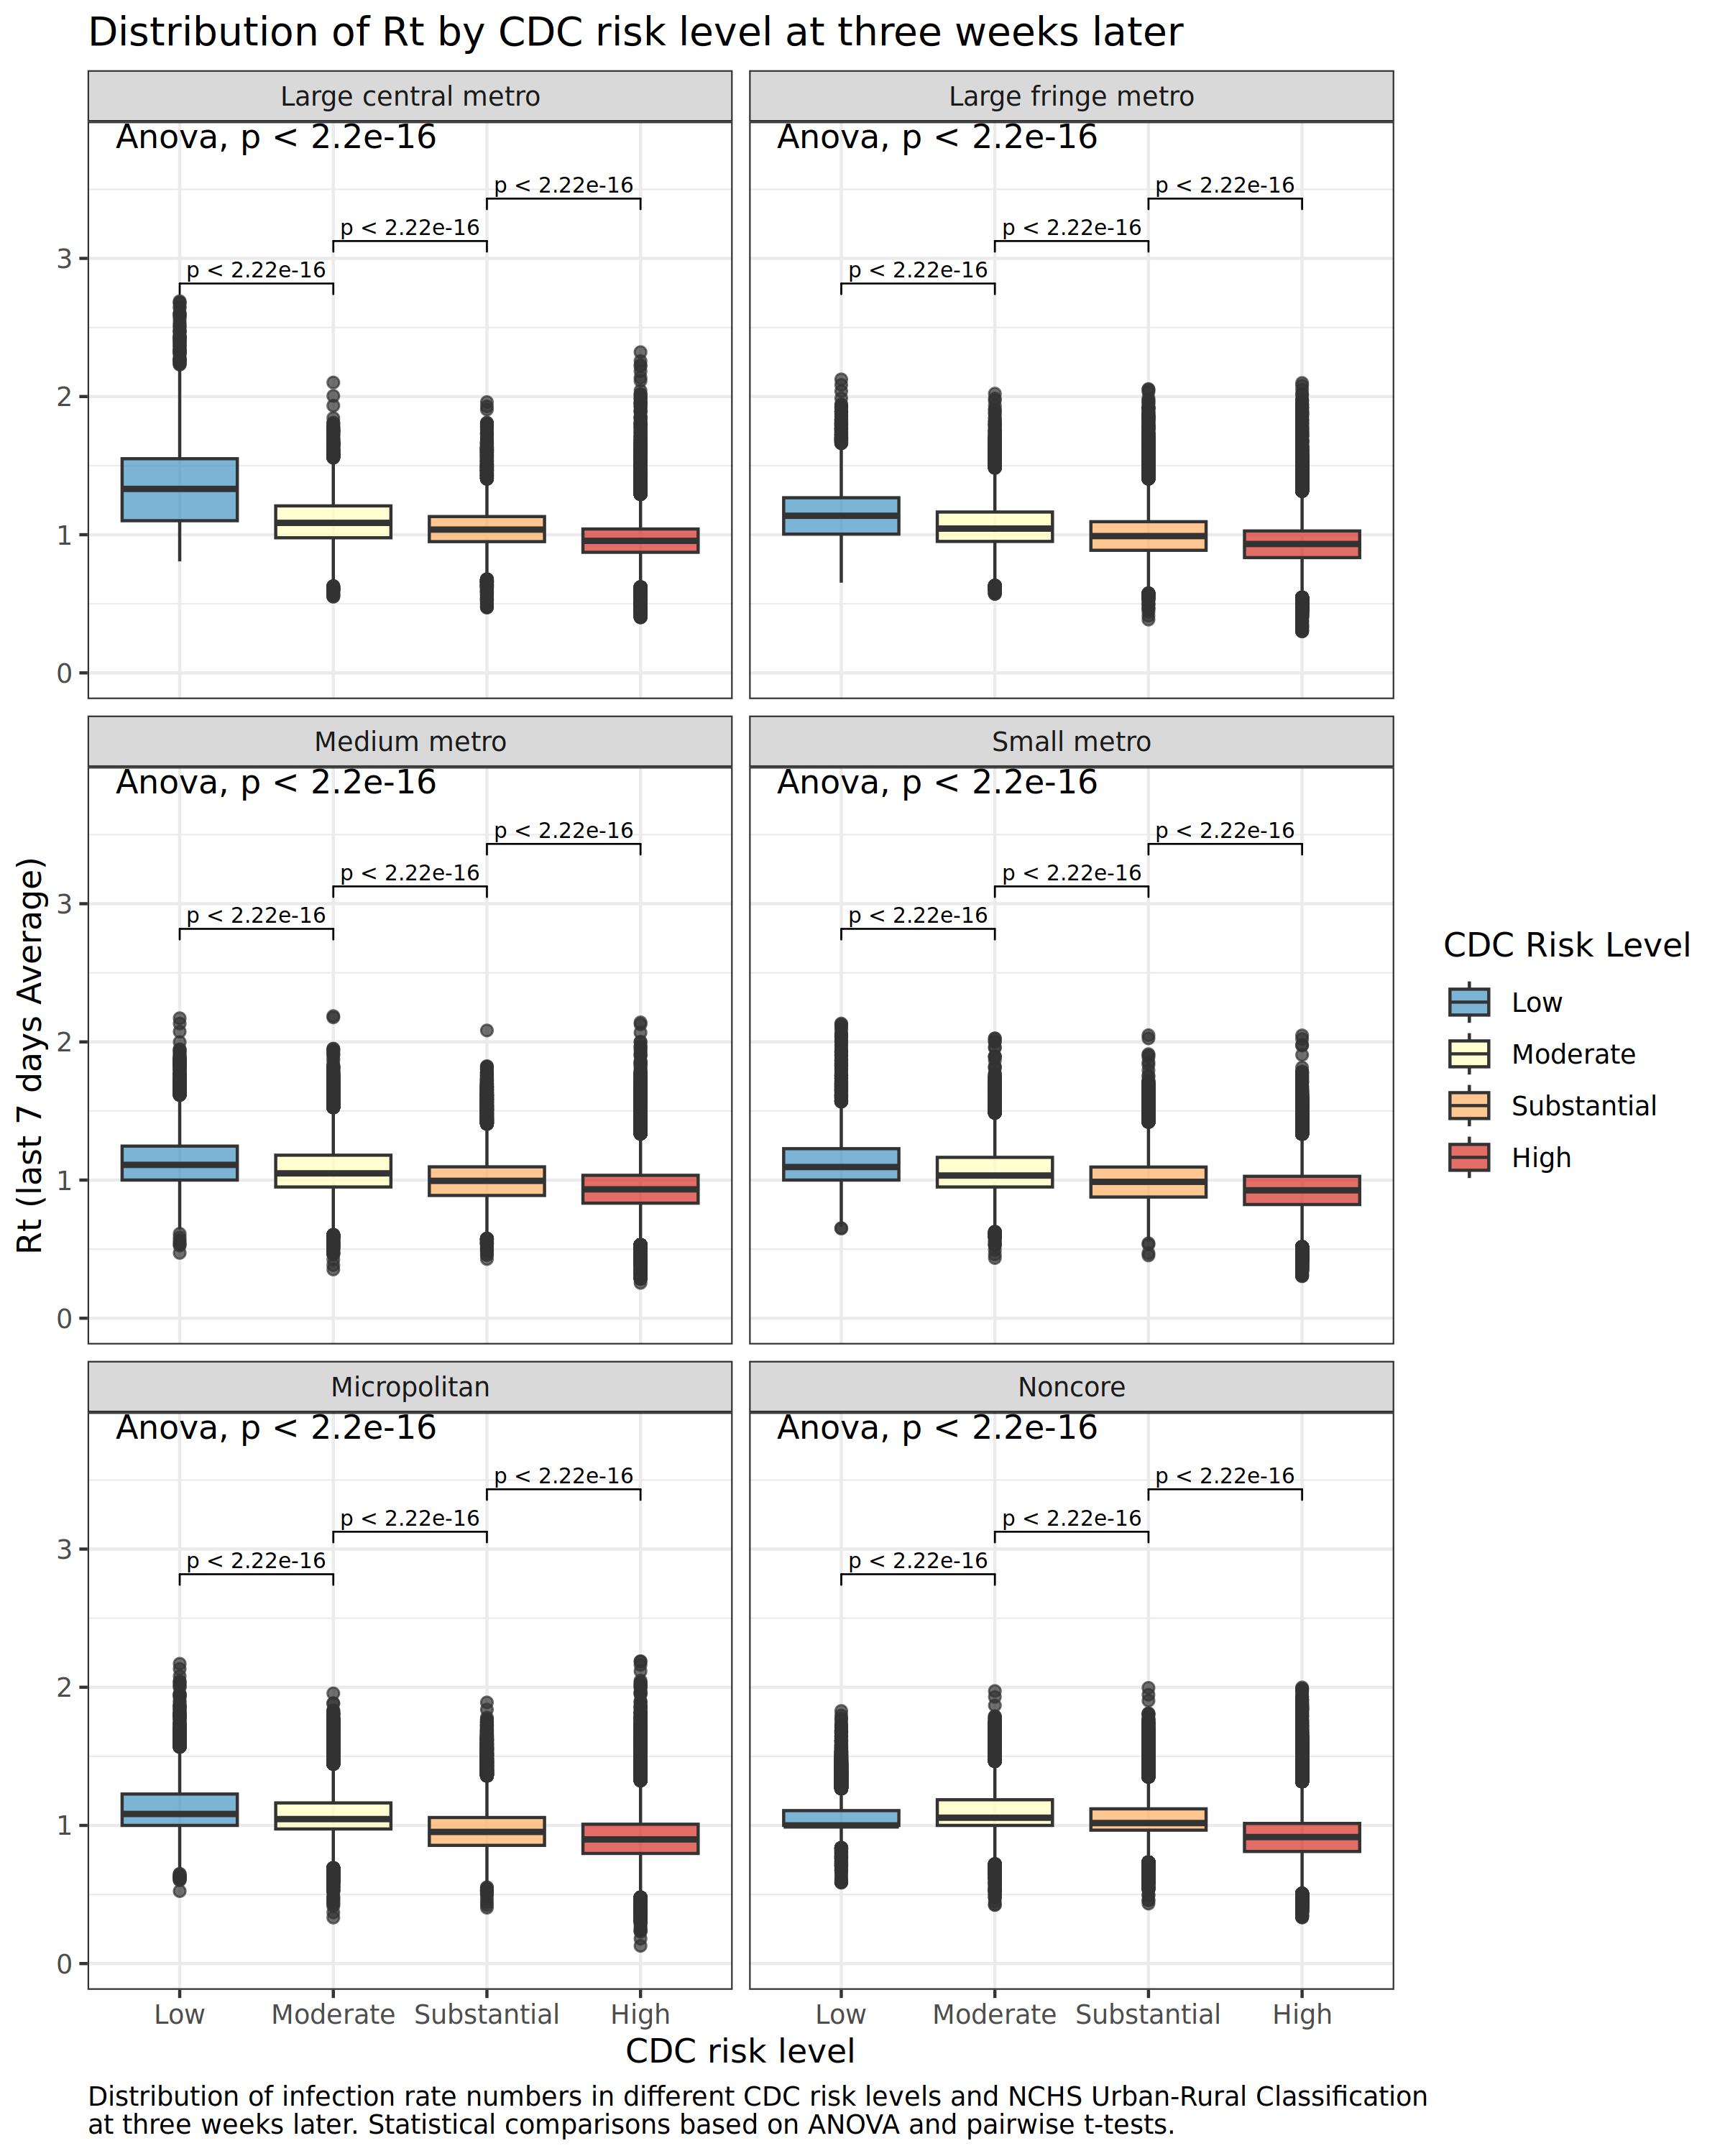 Distribution of Rt by CDC risk level at three weeks later
Large central metro
Large fringe metro
Anova, p < 2.2e-16
Anova, p < 2.2e-16
p < 2.22e-16
p < 2.22e-16
p < 2.22e-16
p < 2.22e-16
p < 2.22e-16
p < 2.22e-16
3
2
1
0
Medium metro
Small metro
Anova, p < 2.2e-16
Anova, p < 2.2e-16
p < 2.22e-16
p < 2.22e-16
p < 2.22e-16
p < 2.22e-16
p < 2.22e-16
p < 2.22e-16
3
2
1
0
Rt (last 7 days Average)
CDC Risk Level
Low
Moderate
Substantial
High
Micropolitan
Noncore
Anova, p < 2.2e-16
Anova, p < 2.2e-16
p < 2.22e-16
p < 2.22e-16
p < 2.22e-16
p < 2.22e-16
p < 2.22e-16
p < 2.22e-16
3
2
1
0
Low Moderate Substantial High
Low Moderate Substantial High
CDC risk level
Distribution of infection rate numbers in different CDC risk levels and NCHS Urban-Rural Classification
at three weeks later. Statistical comparisons based on ANOVA and pairwise t-tests.